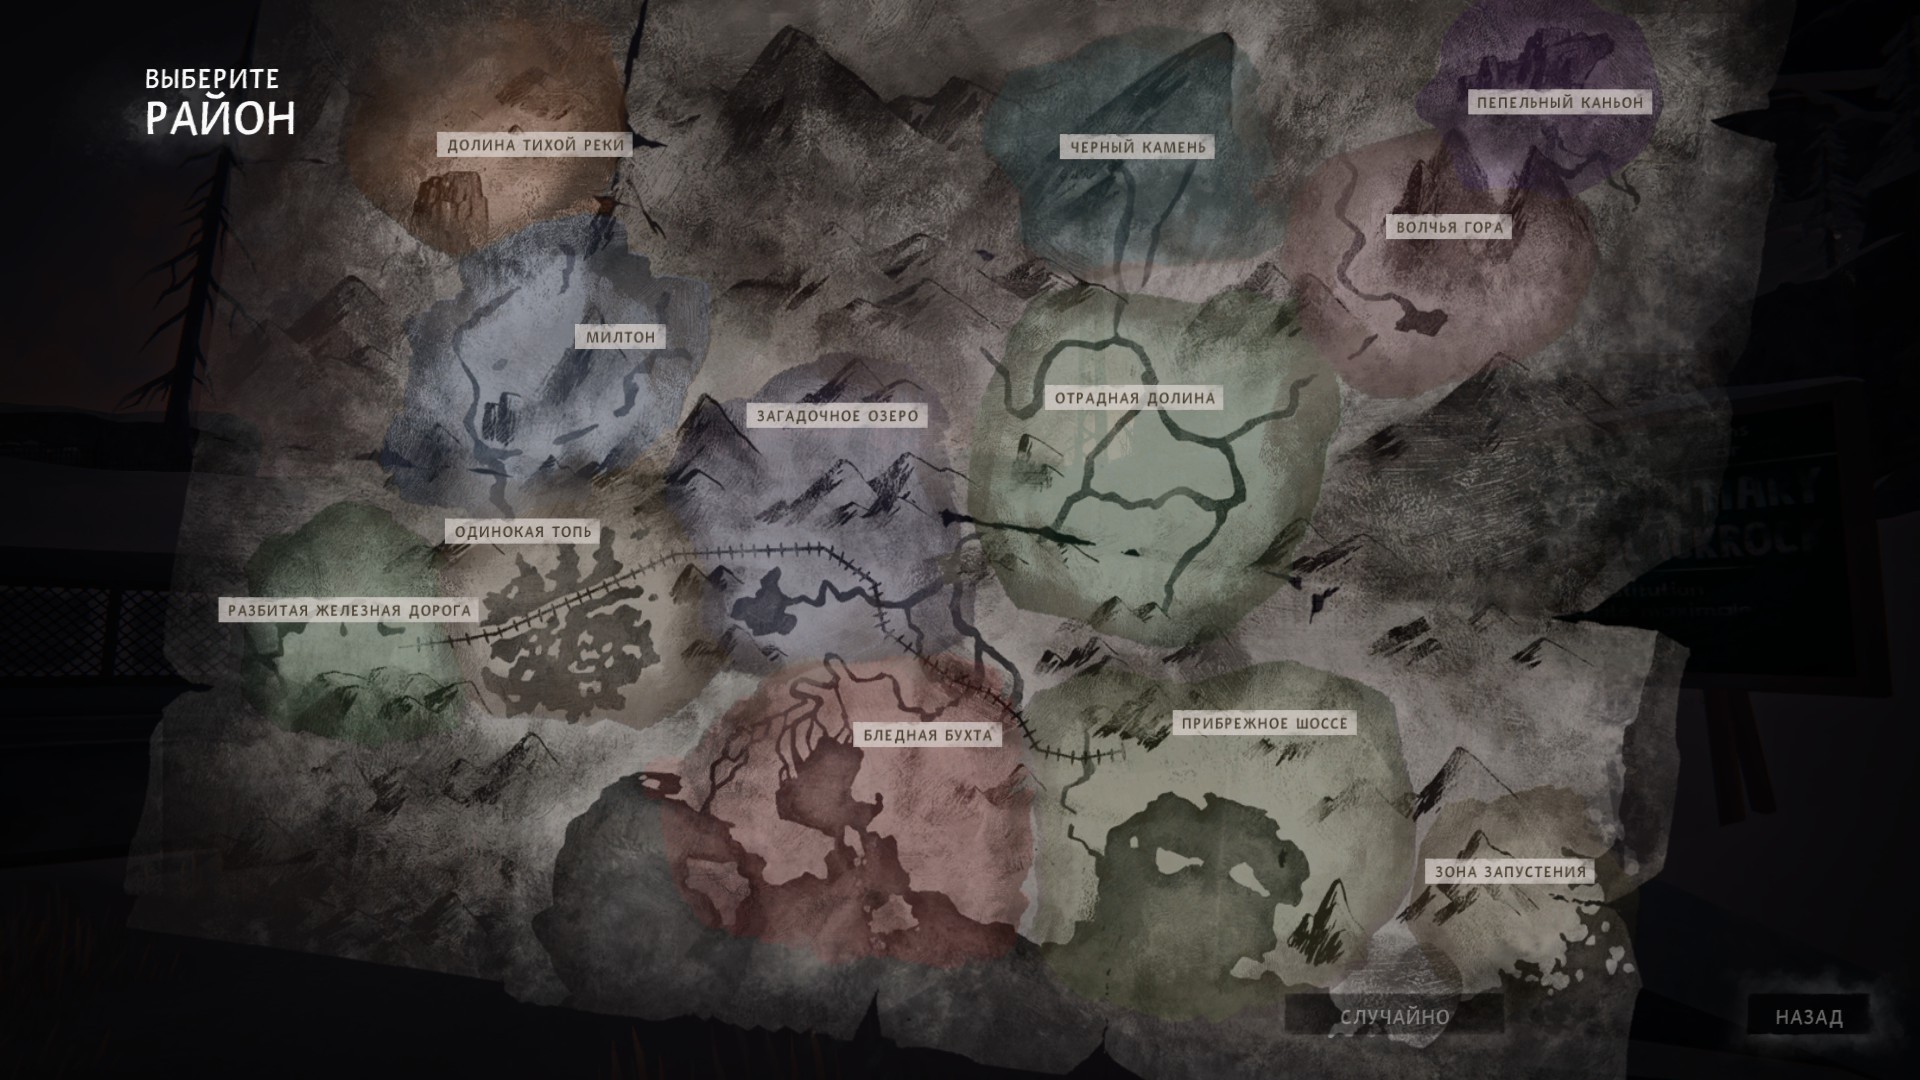 ВЫБЕРИТЕ
РАЙОН
ПЕПЕЛЬНЫЙ КАНЬОН
ДОЛИНА ТИХОЙ РЕКИ
ЧЕРНЫЙ КАМЕНЬ
ВОЛЧЬЯ ГОРА
МИЛТОН
ОТРАДНАЯ ДОЛИНА
ЗАГАДОЧНОЕ ОЗЕРО
ОДИНОКАЯ ТОПЬ
РАЗБИТАЯ ЖЕЛЕЗНАЯ ДОРОГА
ПРИБРЕЖНОЕ ШОССЕ
БЛЕДНАЯ БУХТА
ЗОНА ЗАПУСТЕНИЯ
СЛУЧАЙНО
НАЗАД